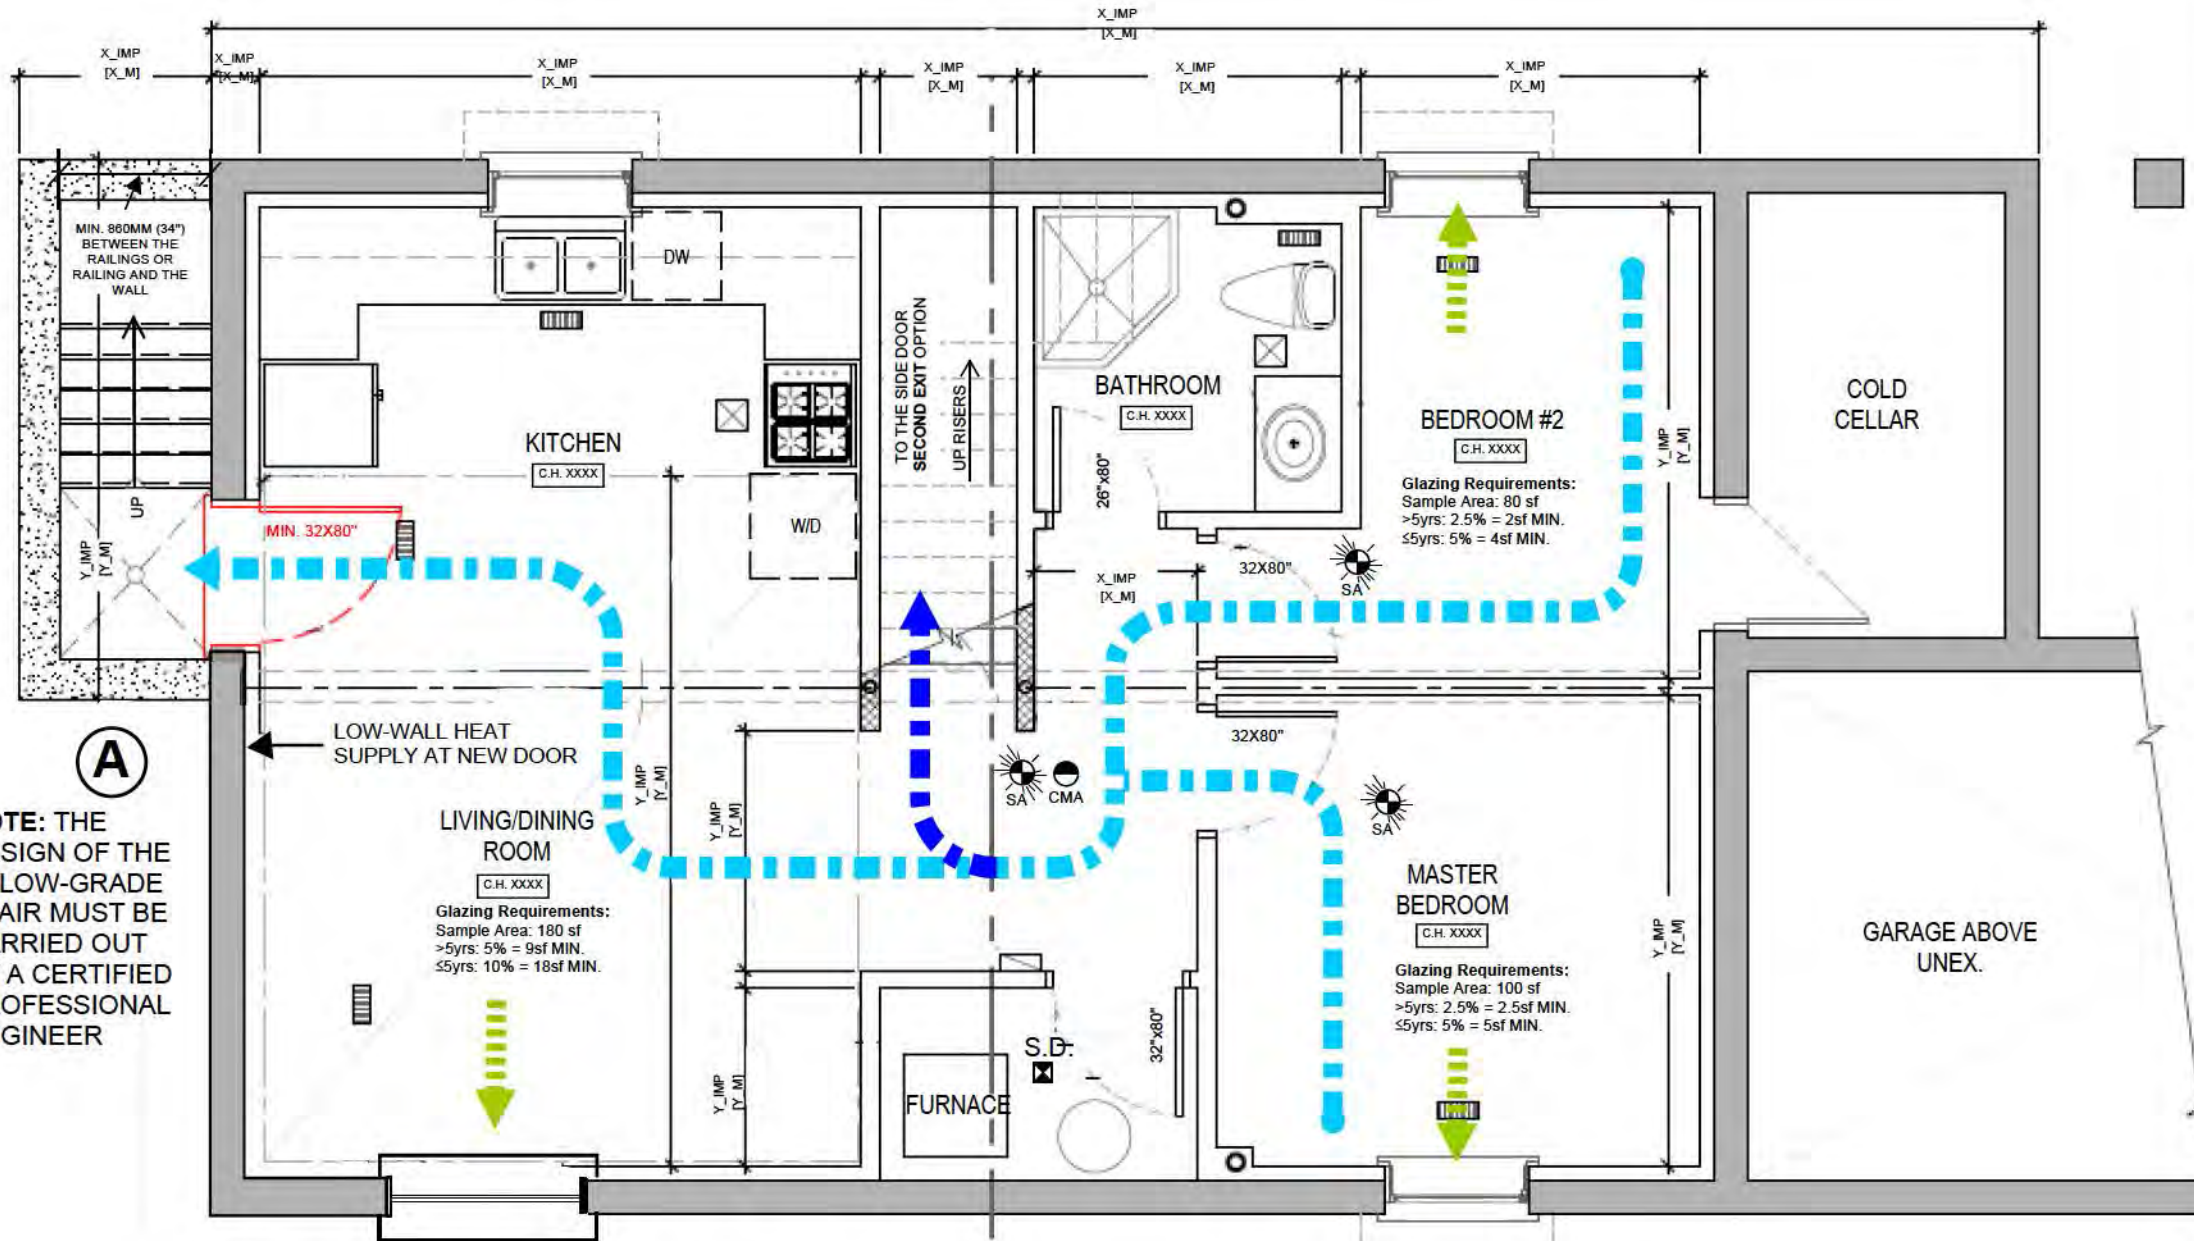 X_IMP
[X_M]
X_IMP
[X_M]
X_IMP
[X_M]
X_IMP
[X_M]
X_IMP
[X_M]
X_IMP
[X_M]
X_IMP
[X_M]
MIN. 860MM (34")
BETWEEN THE
RAILINGS OR
RAILING AND THE
WALL
UP
Y_IMP
[Y_M]
MIN. 32X80"
DW
KITCHEN
C.H. XXXX
W/D
TO THE SIDE DOOR
SECOND EXIT OPTION
UP RISERS
BATHROOM
C.H. XXXX
26"x80"
X_IMP
[X_M]
BEDROOM #2
C.H. XXXX
Glazing Requirements:
Sample Area: 80 sf
>5yrs: 2.5% = 2sf MIN.
≤5yrs: 5% = 4sf MIN.
32X80"
SA
Y_IMP
[Y_M]
COLD
CELLAR
A
OTE: THE
SIGN OF THE
LOW-GRADE
AIR MUST BE
ARRIED OUT
A CERTIFIED
OFESSIONAL
GINEER
LOW-WALL HEAT
SUPPLY AT NEW DOOR
LIVING/DINING
ROOM
C.H. XXXX
Glazing Requirements:
Sample Area: 180 sf
>5yrs: 5% = 9sf MIN.
≤5yrs: 10% = 18sf MIN.
Y_IMP
[Y_M]
Y_IMP
[Y_M]
Y_IMP
[Y_M]
SA
CMA
32X80"
SA
MASTER
BEDROOM
C.H. XXXX
Glazing Requirements:
Sample Area: 100 sf
>5yrs: 2.5% = 2.5sf MIN.
≤5yrs: 5% = 5sf MIN.
Y_IMP
[Y_M]
S.D.
32"x80"
FURNACE
GARAGE ABOVE
UNEX.